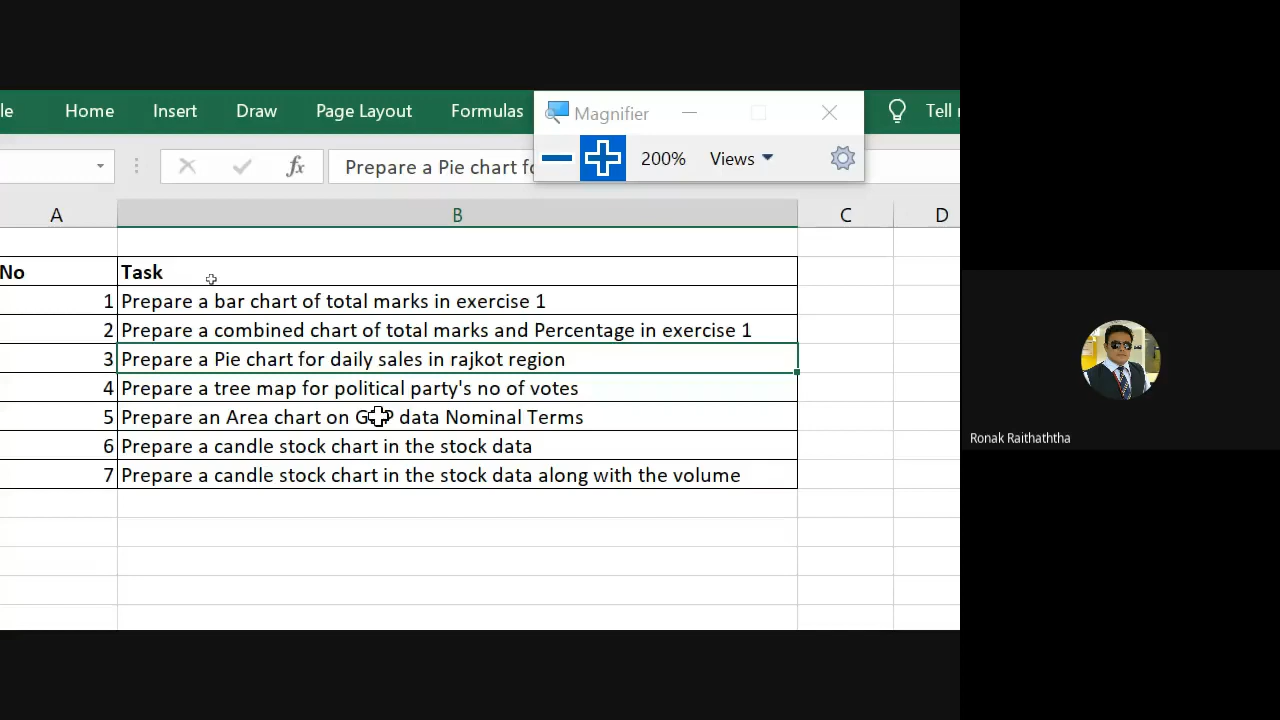 le Home Insert Draw Page Layout Formulas Magnifier Tell
200% Views
fx Prepare a Pie chart
A B C D
No Task
1 Prepare a bar chart of total marks in exercise 1
2 Prepare a combined chart of total marks and Percentage in exercise 1
3 Prepare a Pie chart for daily sales in rajkot region
4 Prepare a tree map for political party's no of votes
5 Prepare an Area chart on GDP data Nominal Terms
6 Prepare a candle stock chart in the stock data
7 Prepare a candle stock chart in the stock data along with the volume
Ronak Raithaththa